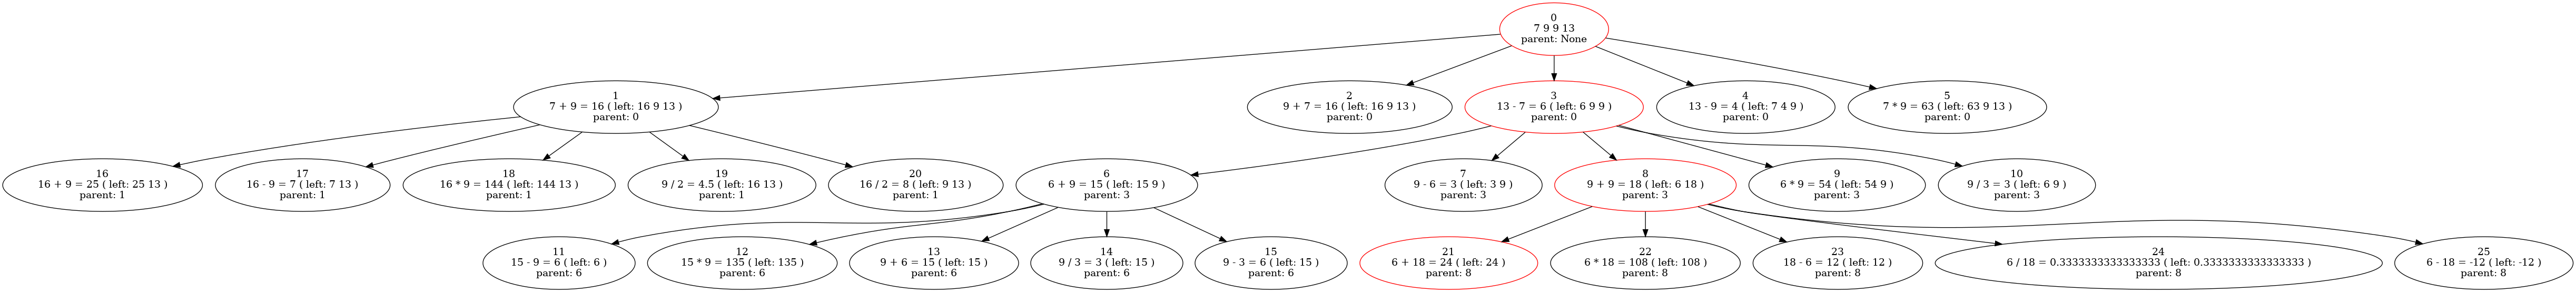 0
7 9 9 13
parent: None
1
7 + 9 = 16 ( left: 16 9 13 )
parent: 0
2
9 + 7 = 16 ( left: 16 9 13 )
parent: 0
3
13 - 7 = 6 ( left: 6 9 9 )
parent: 0
4
13 - 9 = 4 ( left: 7 4 9 )
parent: 0
5
7 * 9 = 63 ( left: 63 9 13 )
parent: 0
16
16 + 9 = 25 ( left: 25 13 )
parent: 1
17
16 - 9 = 7 ( left: 7 13 )
parent: 1
18
16 * 9 = 144 ( left: 144 13 )
parent: 1
19
9 / 2 = 4.5 ( left: 16 13 )
parent: 1
20
16 / 2 = 8 ( left: 9 13 )
parent: 1
6
6 + 9 = 15 ( left: 15 9 )
parent: 3
7
9 - 6 = 3 ( left: 3 9 )
parent: 3
8
9 + 9 = 18 ( left: 6 18 )
parent: 3
9
6 * 9 = 54 ( left: 54 9 )
parent: 3
10
9 / 3 = 3 ( left: 6 9 )
parent: 3
11
15 - 9 = 6 ( left: 6 )
parent: 6
12
15 * 9 = 135 ( left: 135 )
parent: 6
13
9 + 6 = 15 ( left: 15 )
parent: 6
14
9 / 3 = 3 ( left: 15 )
parent: 6
15
9 - 3 = 6 ( left: 15 )
parent: 6
21
6 + 18 = 24 ( left: 24 )
parent: 8
22
6 * 18 = 108 ( left: 108 )
parent: 8
23
18 - 6 = 12 ( left: 12 )
parent: 8
24
6 / 18 = 0.3333333333333333 ( left: 0.3333333333333333 )
parent: 8
25
6 - 18 = -12 ( left: -12 )
parent: 8